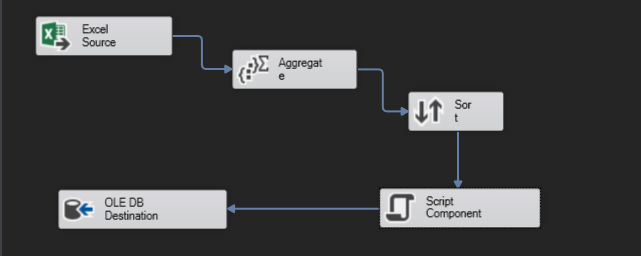 Excel
Source
Aggregat
e
Sor
t
Script
Component
OLE DB
Destination